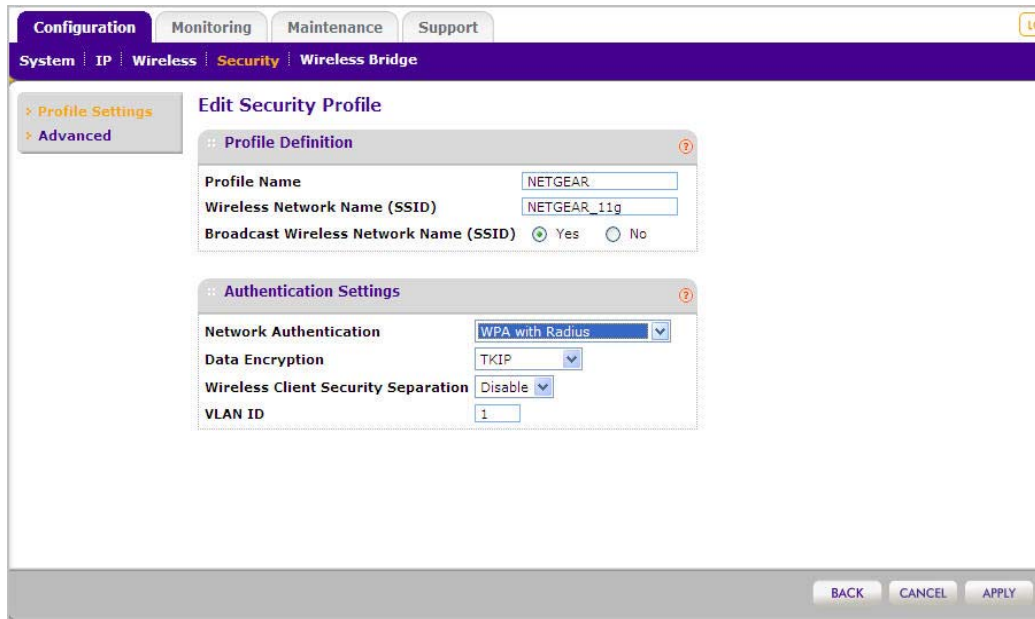 Configuration Monitoring Maintenance Support
System IP Wireless Security Wireless Bridge
Profile Settings
Advanced
Edit Security Profile
Profile Definition ?
Profile Name NETGEAR
Wireless Network Name (SSID) NETGEAR_11g
Broadcast Wireless Network Name (SSID) Yes No
Authentication Settings ?
Network Authentication WPA with Radius
Data Encryption TKIP
Wireless Client Security Separation Disable
VLAN ID 1
BACK CANCEL APPLY